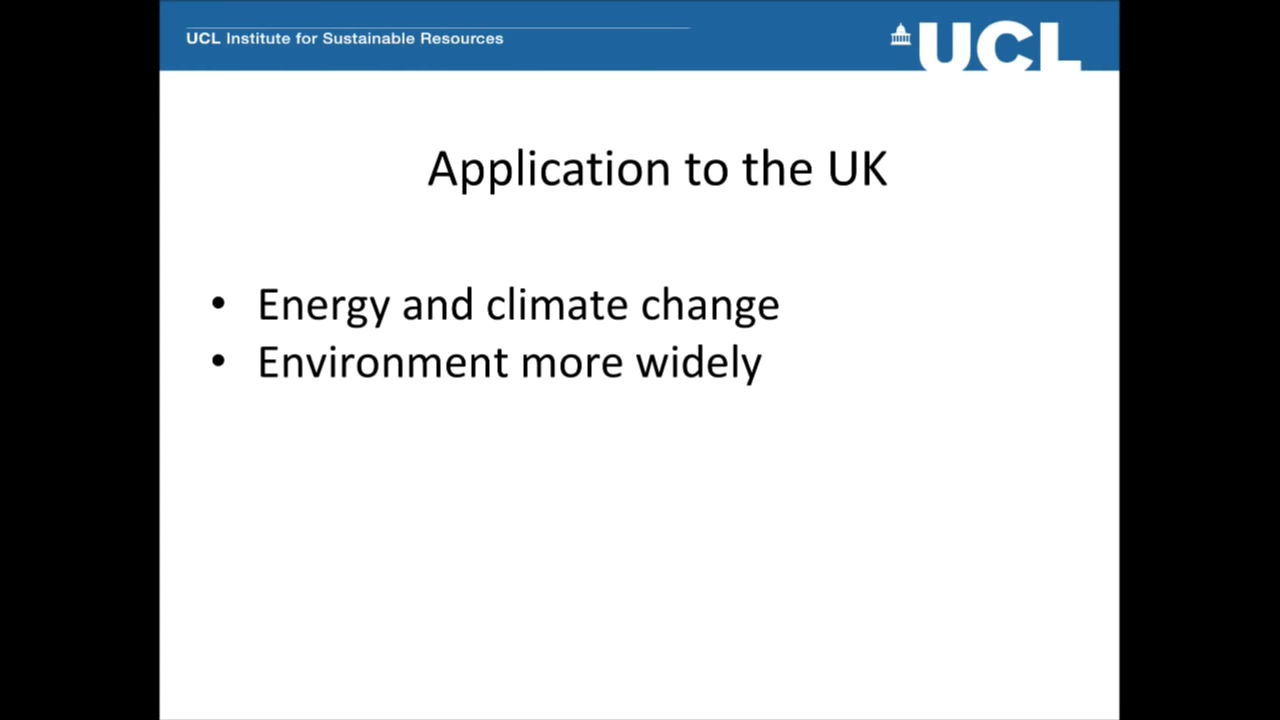 UCL Institute for Sustainable Resources
UCL
Application to the UK
• Energy and climate change
• Environment more widely